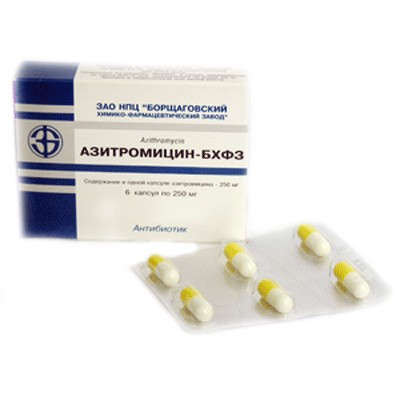 ЗАО НПЦ "БОРЩАГОВСКИЙ
ХИМИКО-ФАРМАЦЕВТИЧЕСКИЙ ЗАВОД"
Azithromycin
АЗИТРОМИЦИН-БХФЗ
Содержание в одной капсуле азитромицина - 250 мг
6 капсул по 250 мг
Антибиотик